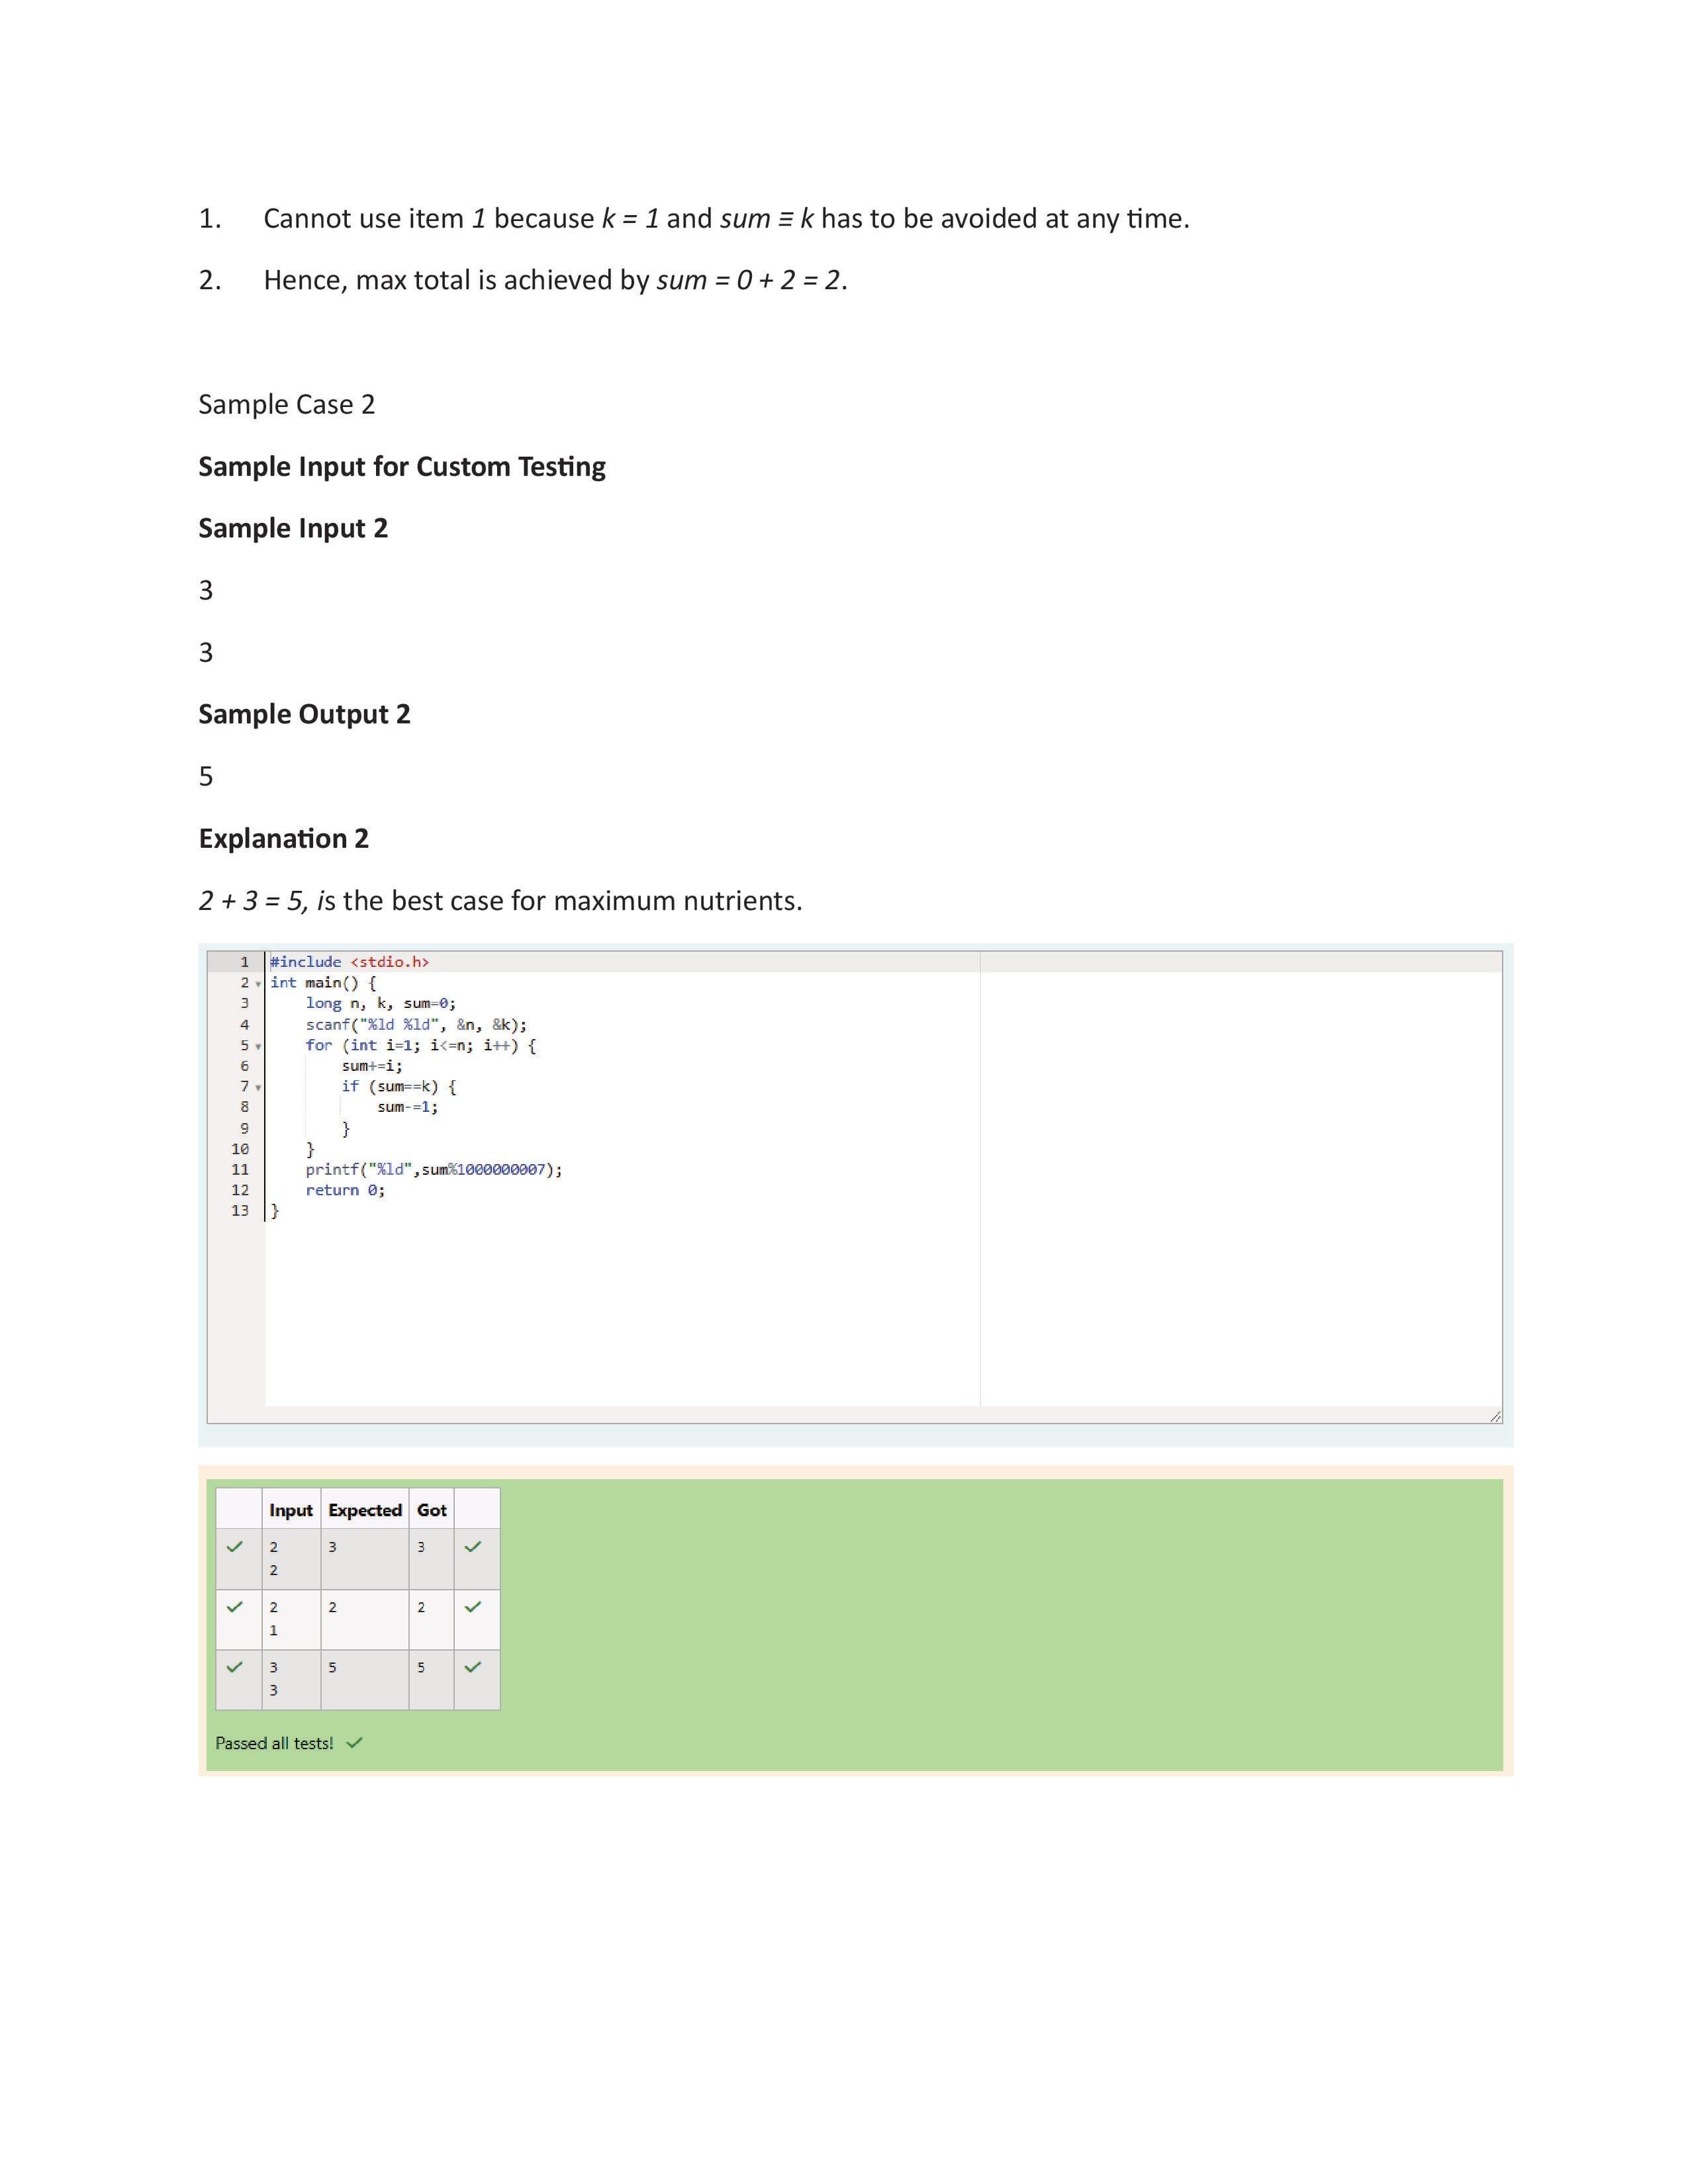 1. Cannot use item 1 because k = 1 and sum ≡ k has to be avoided at any time.
2. Hence, max total is achieved by sum = 0 + 2 = 2.
Sample Case 2
Sample Input for Custom Testing
Sample Input 2
3
3
Sample Output 2
5
Explanation 2
2 + 3 = 5, is the best case for maximum nutrients.
1 #include <stdio.h>
2 int main() {
3 long n, k, sum=0;
4 scanf("%ld %ld", &n, &k);
5 for (int i=1; i<=n; i++) {
6 sum+=i;
7 if (sum==k) {
8 sum-=1;
9 }
10 }
11 printf("%ld",sum%1000000007);
12 return 0;
13 }
Input Expected Got
2 3 3
2
2 2 2
1
3 5 5
3
Passed all tests!